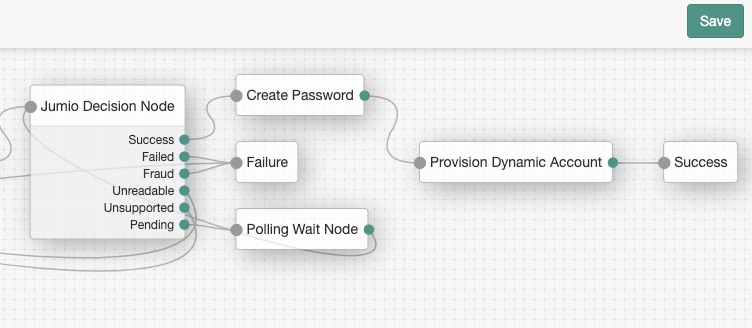 Save
Jumio Decision Node
Success
Failed
Fraud
Unreadable
Unsupported
Pending
Create Password
Failure
Polling Wait Node
Provision Dynamic Account
Success